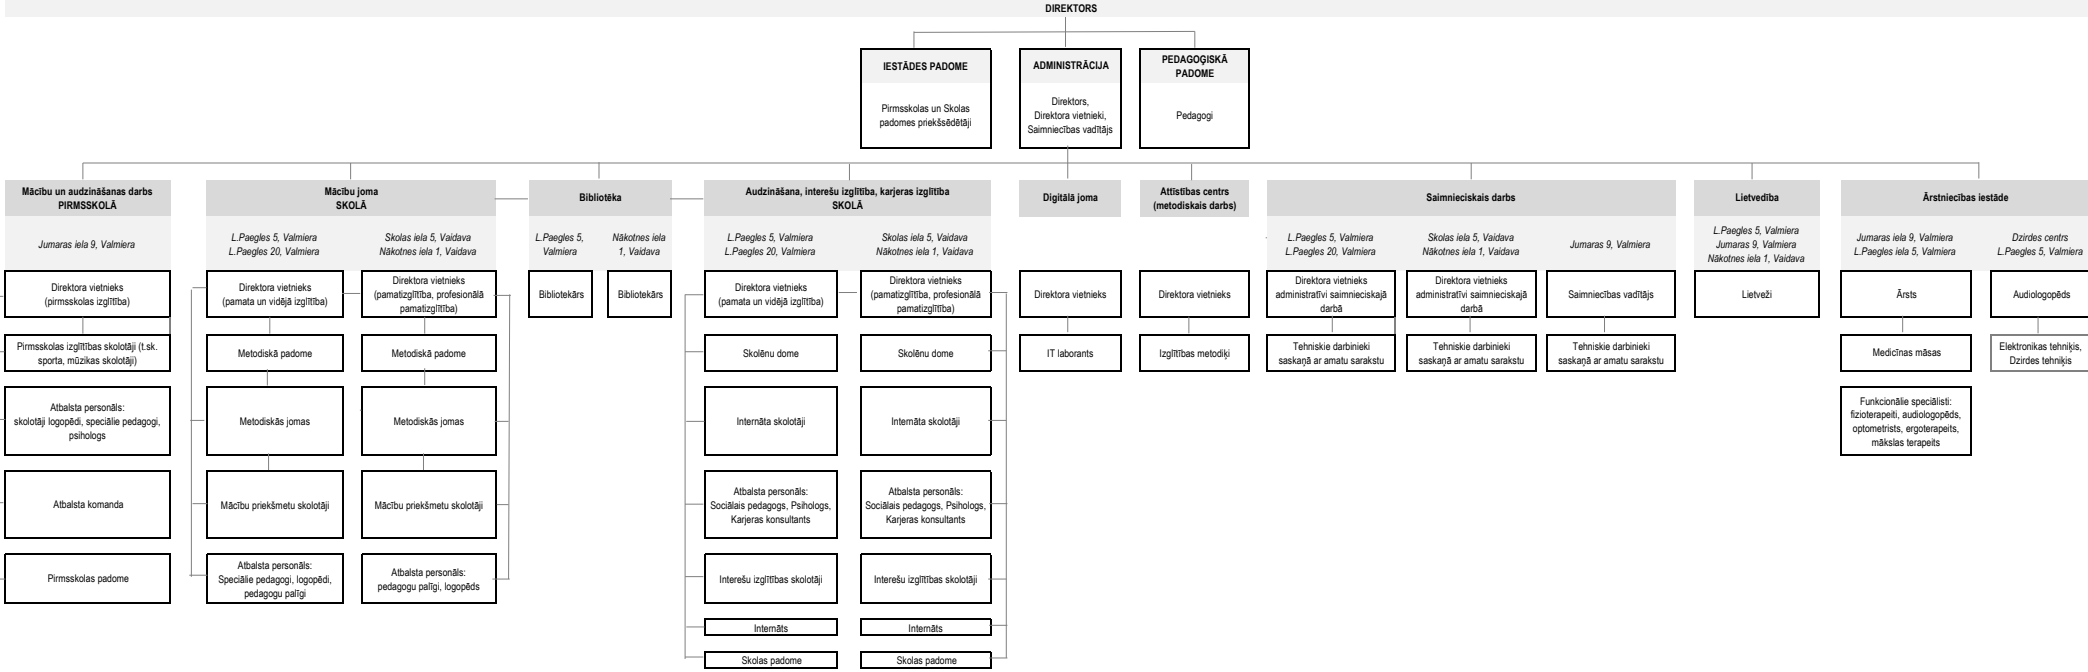 DIREKTORS
IESTĀDES PADOME
Pirmsskolas un Skolas
padomes priekšsēdētāji
ADMINISTRĀCIJA
Direktors,
Direktora vietnieki,
Saimniecības vadītājs
PEDAGOĢISKĀ
PADOME
Pedagogi
Mācību un audzināšanas darbs
PIRMSSKOLĀ
Jumaras iela 9, Valmiera
Direktora vietnieks
(pirmsskolas izglītība)
Pirmsskolas izglītības skolotāji (t.sk.
sporta, mūzikas skolotāji)
Atbalsta personāls:
skolotāji logopēdi, speciālie pedagogi,
psihologs
Atbalsta komanda
Pirmsskolas padome
Mācību joma
SKOLĀ
L.Paegles 5, Valmiera
L.Paegles 20, Valmiera
Direktora vietnieks
(pamata un vidējā izglītība)
Metodiskā padome
Metodiskās jomas
Mācību priekšmetu skolotāji
Atbalsta personāls:
Speciālie pedagogi, logopēdi,
pedagogu palīgi
Skolas iela 5, Vaidava
Nākotnes iela 1, Vaidava
Direktora vietnieks
(pamatizglītība, profesionālā
pamatizglītība)
Metodiskā padome
Metodiskās jomas
Mācību priekšmetu skolotāji
Atbalsta personāls:
pedagogu palīgi, logopēds
Bibliotēka
L.Paegles 5,
Valmiera
Bibliotekārs
Nākotnes iela
1, Vaidava
Bibliotekārs
Audzināšana, interešu izglītība, karjeras izglītība
SKOLĀ
L.Paegles 5, Valmiera
L.Paegles 20, Valmiera
Direktora vietnieks
(pamata un vidējā izglītība)
Skolēnu dome
Internāta skolotāji
Atbalsta personāls:
Sociālais pedagogs, Psihologs,
Karjeras konsultants
Interešu izglītības skolotāji
Internāts
Skolas padome
Skolas iela 5, Vaidava
Nākotnes iela 1, Vaidava
Direktora vietnieks
(pamatizglītība, profesionālā
pamatizglītība)
Skolēnu dome
Internāta skolotāji
Atbalsta personāls:
Sociālais pedagogs, Psihologs,
Karjeras konsultants
Interešu izglītības skolotāji
Internāts
Skolas padome
Digitālā joma
Direktora vietnieks
IT laborants
Attīstības centrs
(metodiskais darbs)
Direktora vietnieks
Izglītības metodiķi
Saimnieciskais darbs
L.Paegles 5, Valmiera
L.Paegles 20, Valmiera
Direktora vietnieks
administratīvi saimnieciskajā
darbā
Tehniskie darbinieki
saskaņā ar amatu sarakstu
Skolas iela 5, Vaidava
Nākotnes iela 1, Vaidava
Direktora vietnieks
administratīvi saimnieciskajā
darbā
Tehniskie darbinieki
saskaņā ar amatu sarakstu
Jumaras 9, Valmiera
Saimniecības vadītājs
Tehniskie darbinieki
saskaņā ar amatu sarakstu
Lietvedība
L.Paegles 5, Valmiera
Jumaras 9, Valmiera
Nākotnes iela 1, Vaidava
Lietveži
Ārstniecības iestāde
Jumaras iela 9, Valmiera
L.Paegles iela 5, Valmiera
Ārsts
Medicīnas māsas
Funkcionālie speciālisti:
fizioterapeiti, audiologopēds,
optometrists, ergoterapeits,
mākslas terapeits
Dzirdes centrs
L.Paegles 5, Valmiera
Audiologopēds
Elektronikas tehniķis,
Dzirdes tehniķis